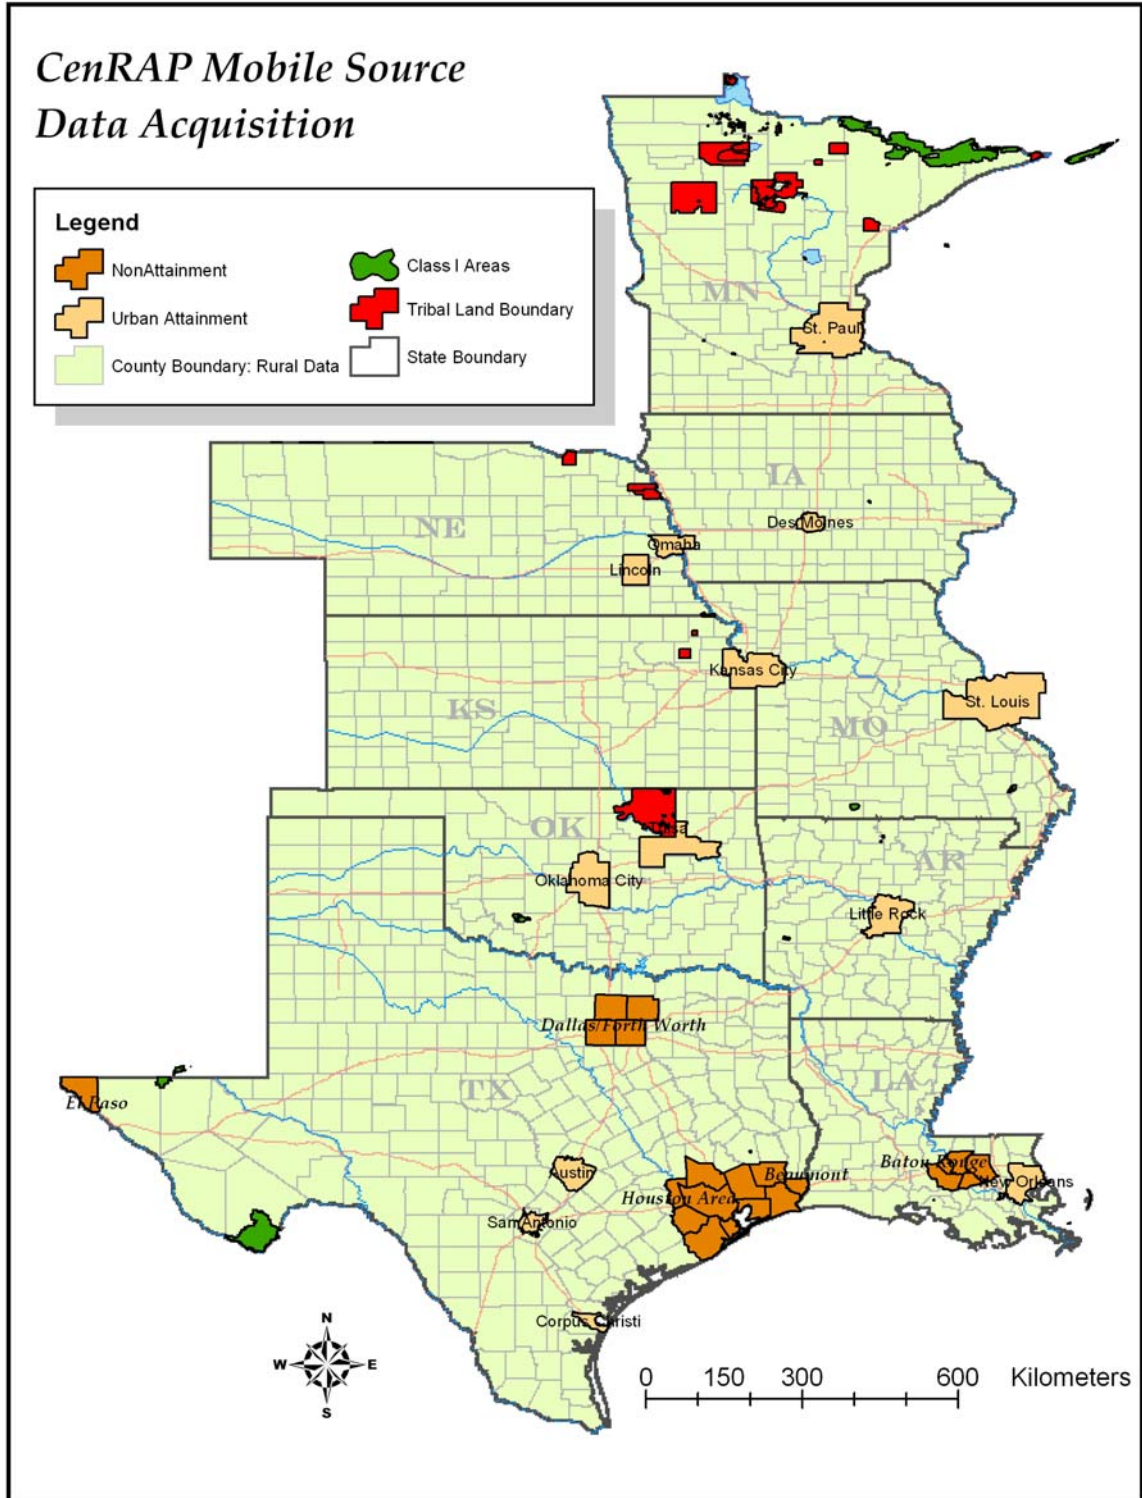 CenRAP Mobile Source
Data Acquisition
Legend
NonAttainment
Urban Attainment
County Boundary: Rural Data
Class I Areas
Tribal Land Boundary
State Boundary
MN
St. Paul
IA
Des Moines
NE
Omaha
Lincoln
Kansas City
KS
St. Louis
MO
OK
Tulsa
Oklahoma City
AR
Little Rock
Dallas/Forth Worth
TX
LA
El Paso
Austin
San Antonio
Houston Area
Beaumont
Baton Rouge
New Orleans
Corpus Christi
N
W
E
S
0 150 300 600 Kilometers